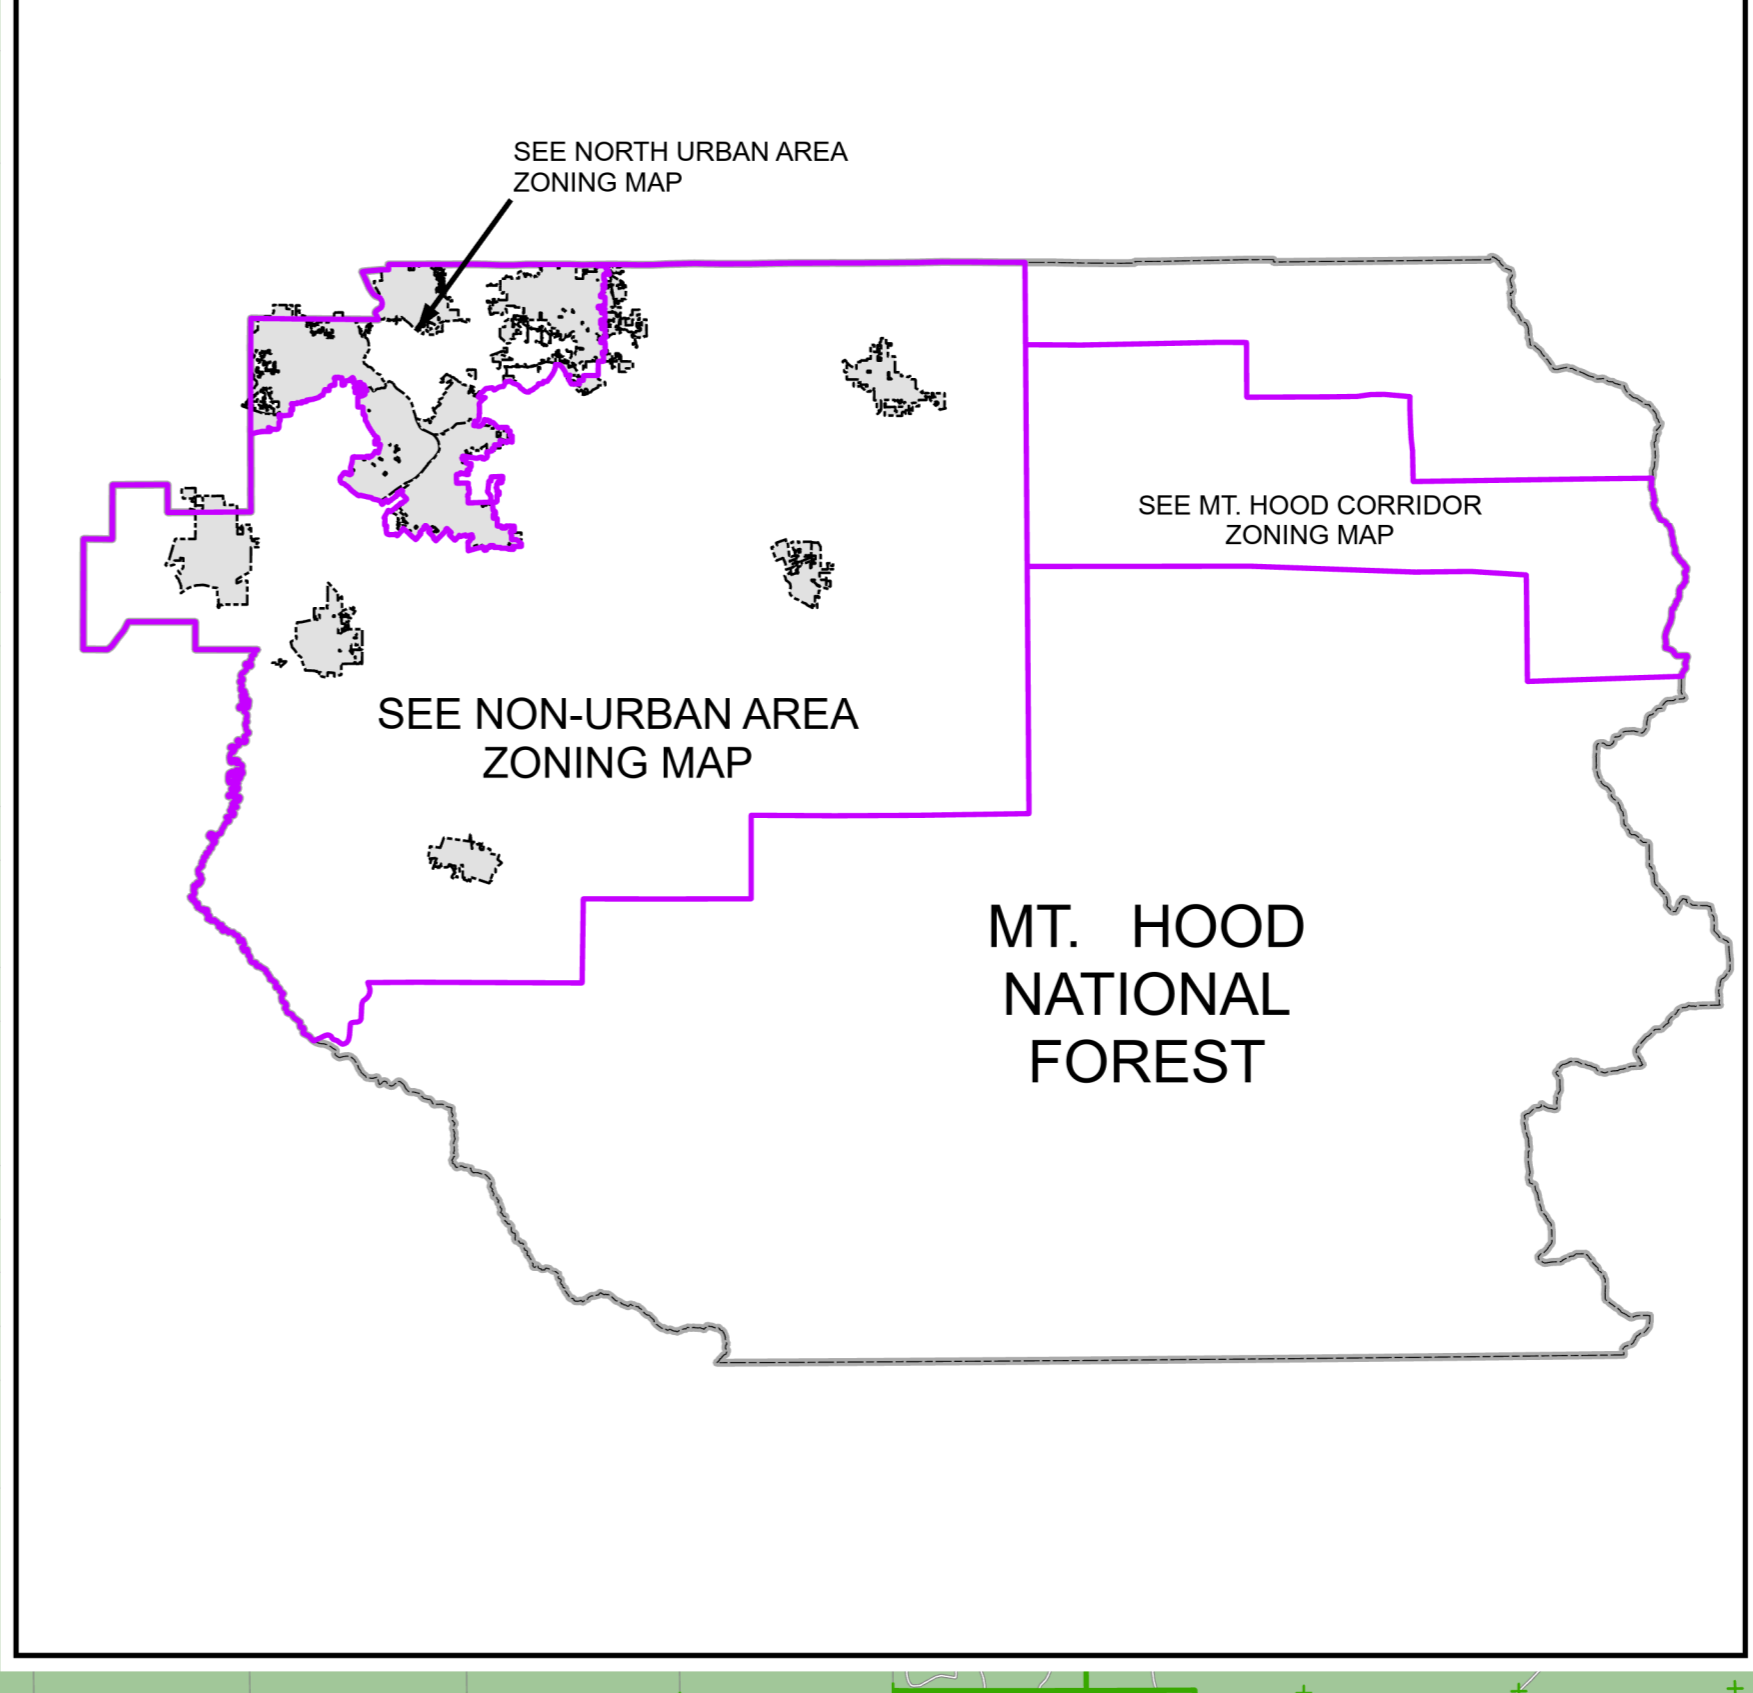 SEE NORTH URBAN AREA
ZONING MAP
SEE MT. HOOD CORRIDOR
ZONING MAP
SEE NON-URBAN AREA
ZONING MAP
MT. HOOD
NATIONAL
FOREST